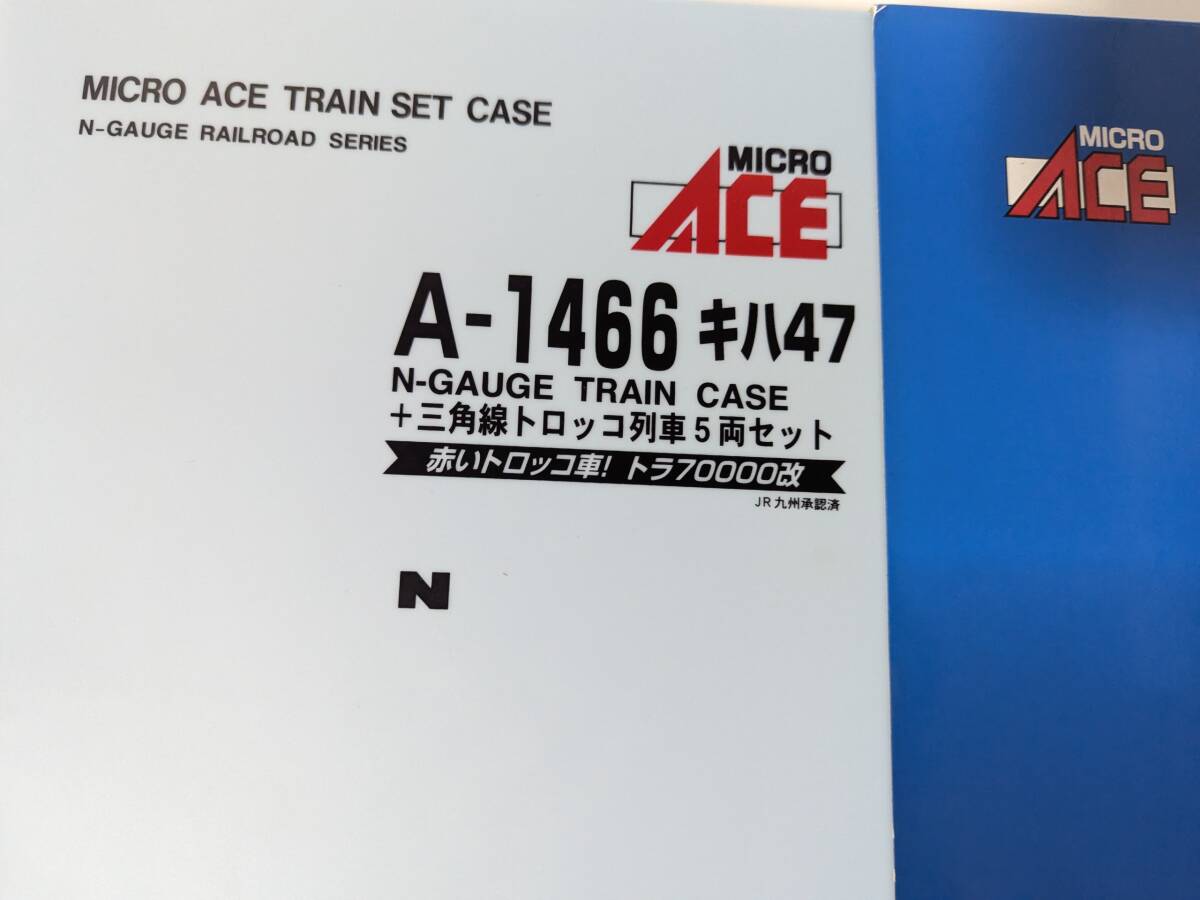 MICRO ACE TRAIN SET CASE
N-GAUGE RAILROAD SERIES
MICRO
ACE
A-1466 キハ47
N-GAUGE TRAIN CASE
+三角線トロッコ列車5両セット
赤いトロッコ車! トラ70000改
JR九州承認済
N
MICRO
ACE